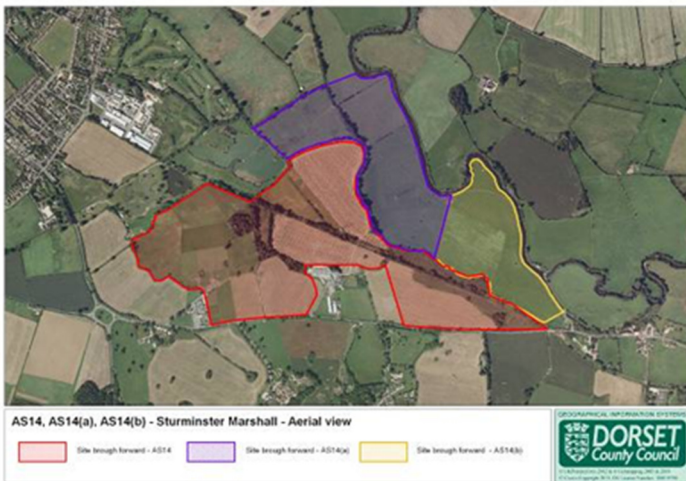 AS14, AS14(a), AS14(b) - Sturminster Marshall - Aerial view
Site brough forward - AS14
Site brough forward - AS14(a)
Site brough forward - AS14(b)
GEOGRAPHICAL INFORMATION SYSTEMS
DORSET
County Council